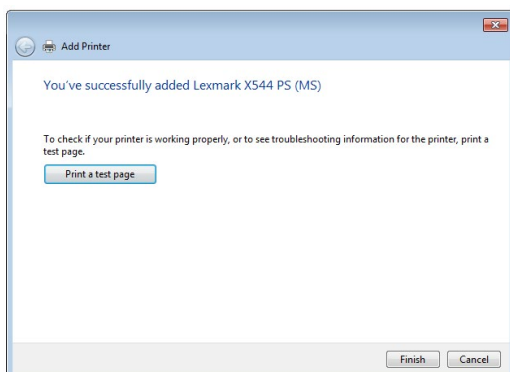 Add Printer
You've successfully added Lexmark X544 PS (MS)
To check if your printer is working properly, or to see troubleshooting information for the printer, print a
test page.
Print a test page
Finish
Cancel